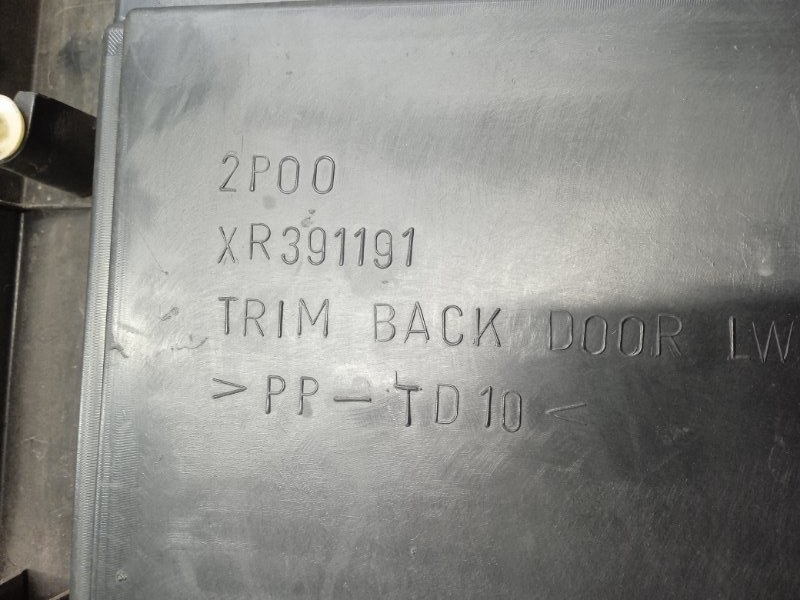 2P00
XR391191
TRIM BACK DOOR LW
>PP-TD10<